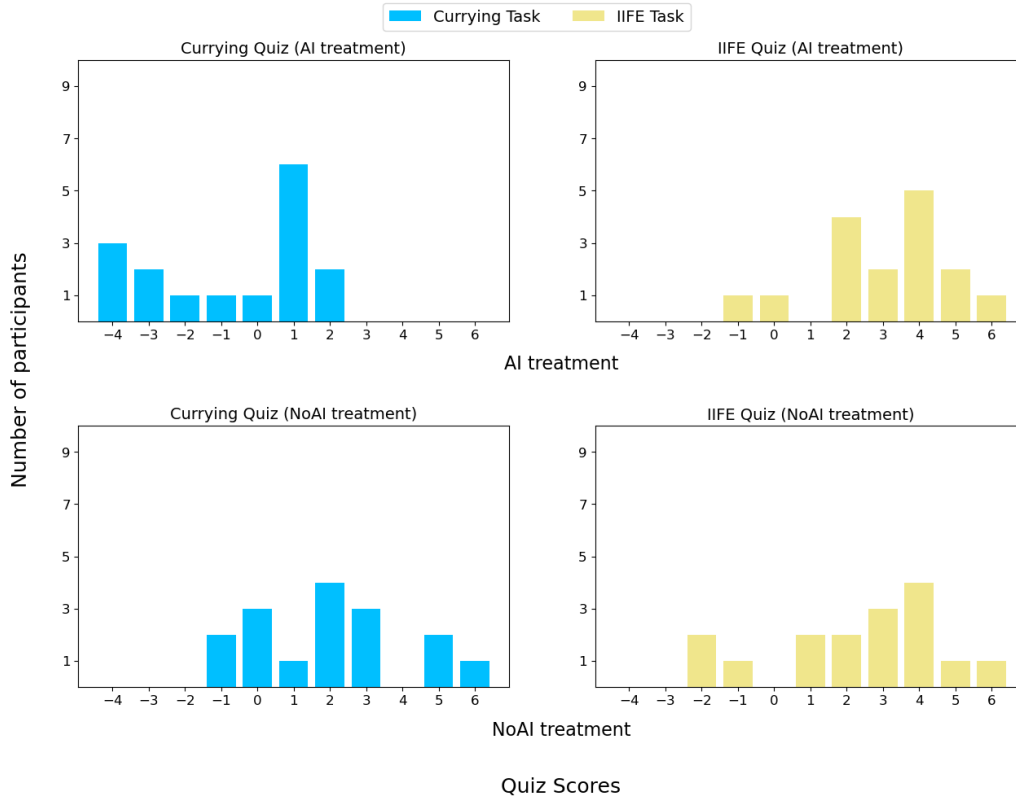 Currying Task IIFE Task
Currying Quiz (AI treatment)
9
7
5
3
1
−4 −3 −2 −1 0 1 2 3 4 5 6
IIFE Quiz (AI treatment)
9
7
5
3
1
−4 −3 −2 −1 0 1 2 3 4 5 6
AI treatment
Number of participants
Currying Quiz (NoAI treatment)
9
7
5
3
1
−4 −3 −2 −1 0 1 2 3 4 5 6
IIFE Quiz (NoAI treatment)
9
7
5
3
1
−4 −3 −2 −1 0 1 2 3 4 5 6
NoAI treatment
Quiz Scores